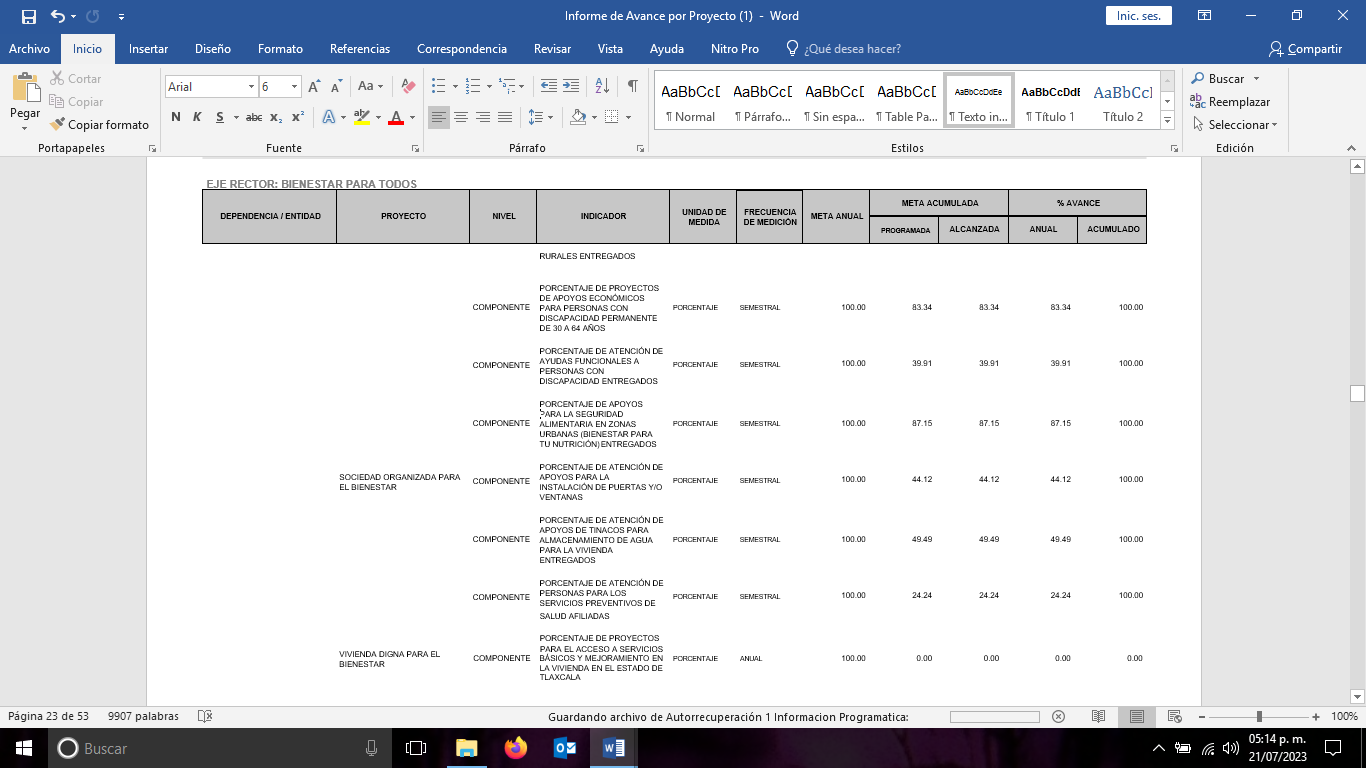 Informe de Avance por Proyecto (1) - Word
Inic. ses.
Archivo Inicio Insertar Diseño Formato Referencias Correspondencia Revisar Vista Ayuda Nitro Pro ¿Qué desea hacer? Compartir
Pegar
Cortar
Copiar
Copiar formato
Portapapeles
Arial 6
N K S abc x₂ x²
Fuente
Párrafo
AaBbCcI AaBbCcI AaBbCcI AaBbCcI AaBbCcDdEe AaBbCcDdE AaBbCcI
¶ Normal ¶ Párrafo... ¶ Sin espa... ¶ Table Pa... ¶ Texto in... ¶ Título 1 Título 2
Estilos
Buscar
Reemplazar
Seleccionar
Edición
EJE RECTOR: BIENESTAR PARA TODOS
DEPENDENCIA / ENTIDAD PROYECTO NIVEL INDICADOR UNIDAD DE MEDIDA FRECUENCIA DE MEDICIÓN META ANUAL META ACUMULADA % AVANCE
PROGRAMADA ALCANZADA ANUAL ACUMULADO
RURALES ENTREGADOS
PORCENTAJE DE PROYECTOS
DE APOYOS ECONÓMICOS
PARA PERSONAS CON
DISCAPACIDAD PERMANENTE
DE 30 A 64 AÑOS
COMPONENTE PORCENTAJE SEMESTRAL 100.00 83.34 83.34 83.34 100.00
PORCENTAJE DE ATENCIÓN DE
AYUDAS FUNCIONALES A
PERSONAS CON
DISCAPACIDAD ENTREGADOS
COMPONENTE PORCENTAJE SEMESTRAL 100.00 39.91 39.91 39.91 100.00
PORCENTAJE DE APOYOS
PARA LA SEGURIDAD
ALIMENTARIA EN ZONAS
URBANAS (BIENESTAR PARA
TU NUTRICIÓN) ENTREGADOS
COMPONENTE PORCENTAJE SEMESTRAL 100.00 87.15 87.15 87.15 100.00
SOCIEDAD ORGANIZADA PARA
EL BIENESTAR
PORCENTAJE DE ATENCIÓN DE
APOYOS PARA LA
INSTALACIÓN DE PUERTAS Y/O
VENTANAS
COMPONENTE PORCENTAJE SEMESTRAL 100.00 44.12 44.12 44.12 100.00
PORCENTAJE DE ATENCIÓN DE
APOYOS DE TINACOS PARA
ALMACENAMIENTO DE AGUA
PARA LA VIVIENDA
ENTREGADOS
COMPONENTE PORCENTAJE SEMESTRAL 100.00 49.49 49.49 49.49 100.00
PORCENTAJE DE ATENCIÓN DE
PERSONAS PARA LOS
SERVICIOS PREVENTIVOS DE
SALUD AFILIADAS
COMPONENTE PORCENTAJE SEMESTRAL 100.00 24.24 24.24 24.24 100.00
VIVIENDA DIGNA PARA EL
BIENESTAR
PORCENTAJE DE PROYECTOS
PARA EL ACCESO A SERVICIOS
BÁSICOS Y MEJORAMIENTO EN
LA VIVIENDA EN EL ESTADO DE
TLAXCALA
COMPONENTE PORCENTAJE ANUAL 100.00 0.00 0.00 0.00 0.00
Página 23 de 53 9907 palabras Guardando archivo de Autorrecuperación 1 Informacion Programatica: 100%
Buscar
05:14 p. m.
21/07/2023